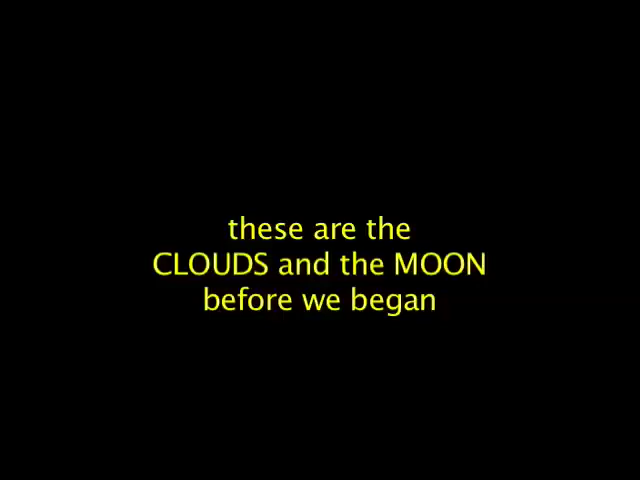 these are the
CLOUDS and the MOON
before we began